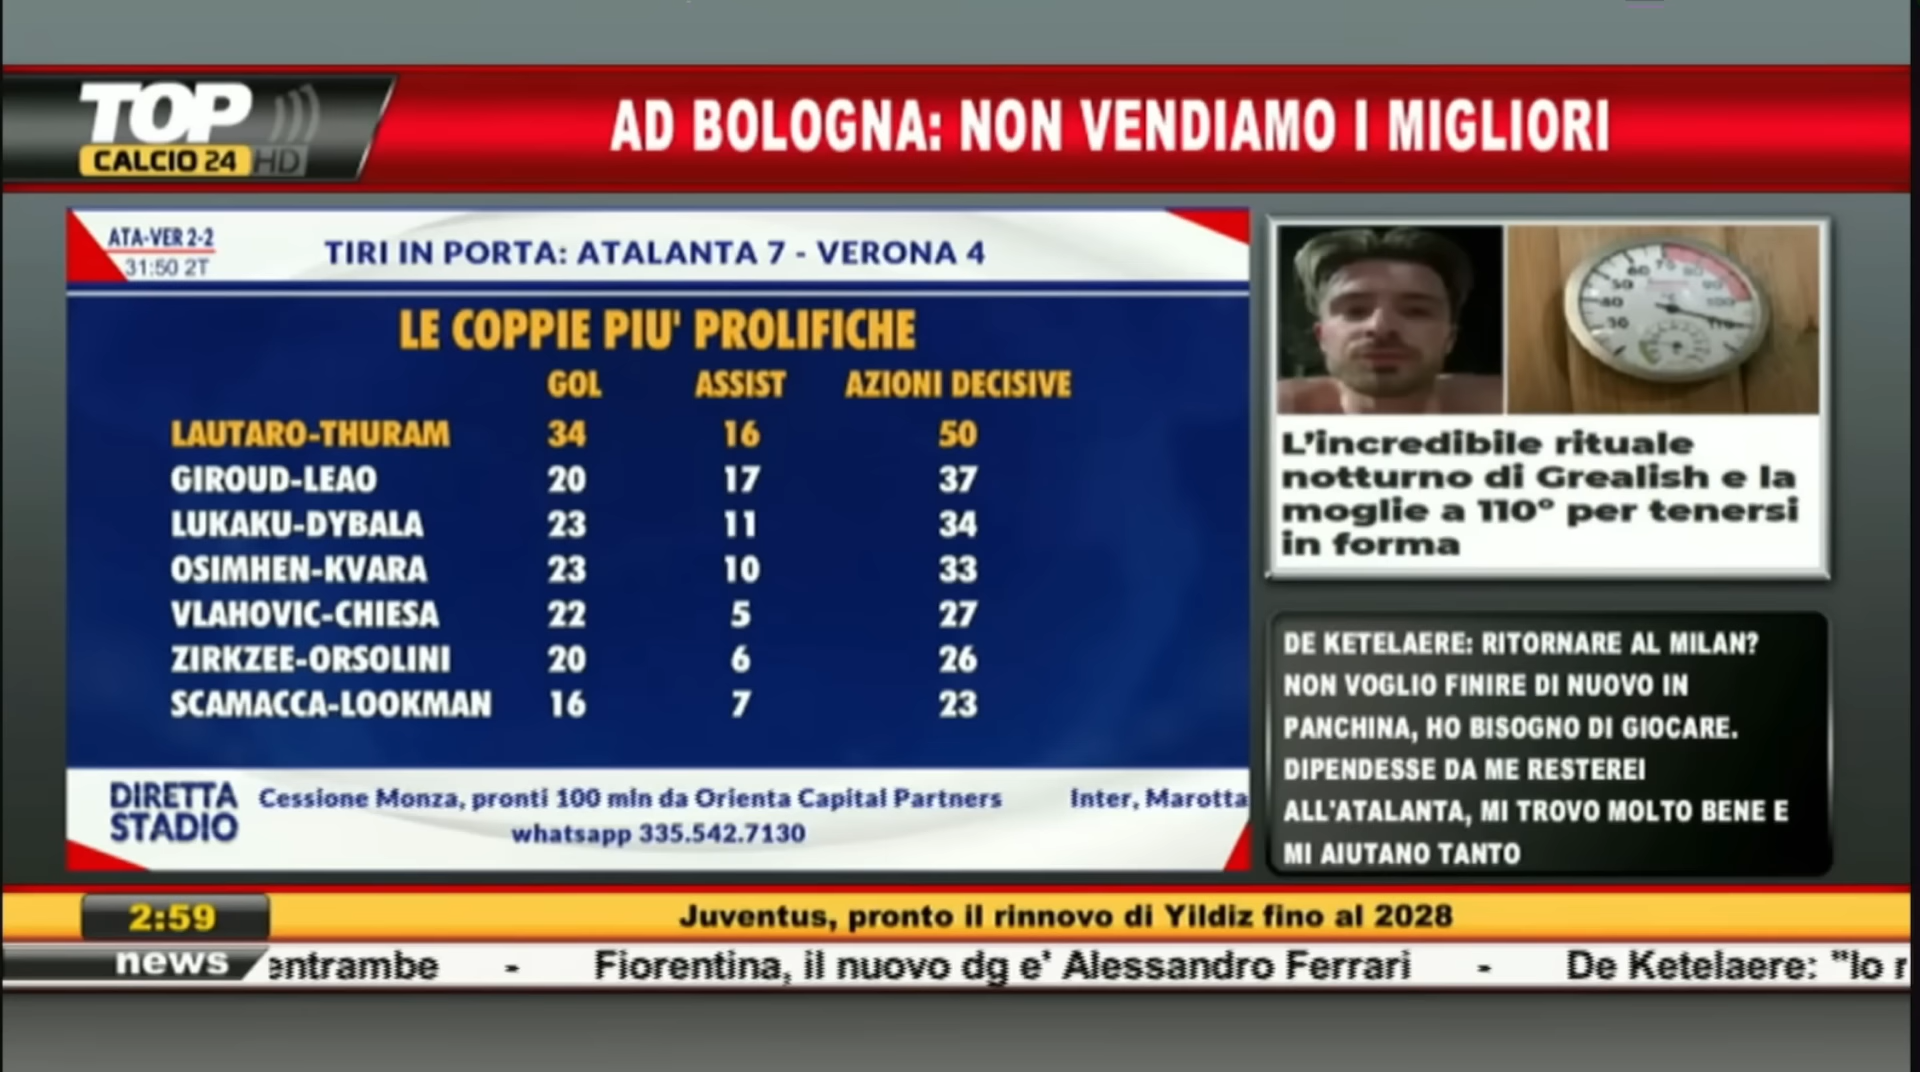 TOP
CALCIO 24 HD
AD BOLOGNA: NON VENDIAMO I MIGLIORI
ATA-VER 2-2
31:50 2T
TIRI IN PORTA: ATALANTA 7 - VERONA 4
LE COPPIE PIU' PROLIFICHE
GOL ASSIST AZIONI DECISIVE
LAUTARO-THURAM 34 16 50
GIROUD-LEAO 20 17 37
LUKAKU-DYBALA 23 11 34
OSIMHEN-KVARA 23 10 33
VLAHOVIC-CHIESA 22 5 27
ZIRKZEE-ORSOLINI 20 6 26
SCAMACCA-LOOKMAN 16 7 23
DIRETTA
STADIO
Cessione Monza, pronti 100 mln da Orienta Capital Partners Inter, Marotta
whatsapp 335.542.7130
L'incredibile rituale
notturno di Grealish e la
moglie a 110° per tenersi
in forma
DE KETELAERE: RITORNARE AL MILAN?
NON VOGLIO FINIRE DI NUOVO IN
PANCHINA, HO BISOGNO DI GIOCARE.
DIPENDESSE DA ME RESTEREI
ALL'ATALANTA, MI TROVO MOLTO BENE E
MI AIUTANO TANTO
2:59
Juventus, pronto il rinnovo di Yildiz fino al 2028
news
entrambe - Fiorentina, il nuovo dg e' Alessandro Ferrari - De Ketelaere: "Io r